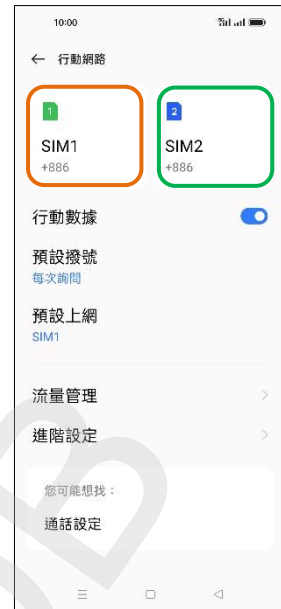 10:00
行動網路
1
2
SIM1
SIM2
+886
+886
行動數據
預設撥號
每次詢問
預設上網
SIM1
流量管理
進階設定
您可能想找：
通話設定